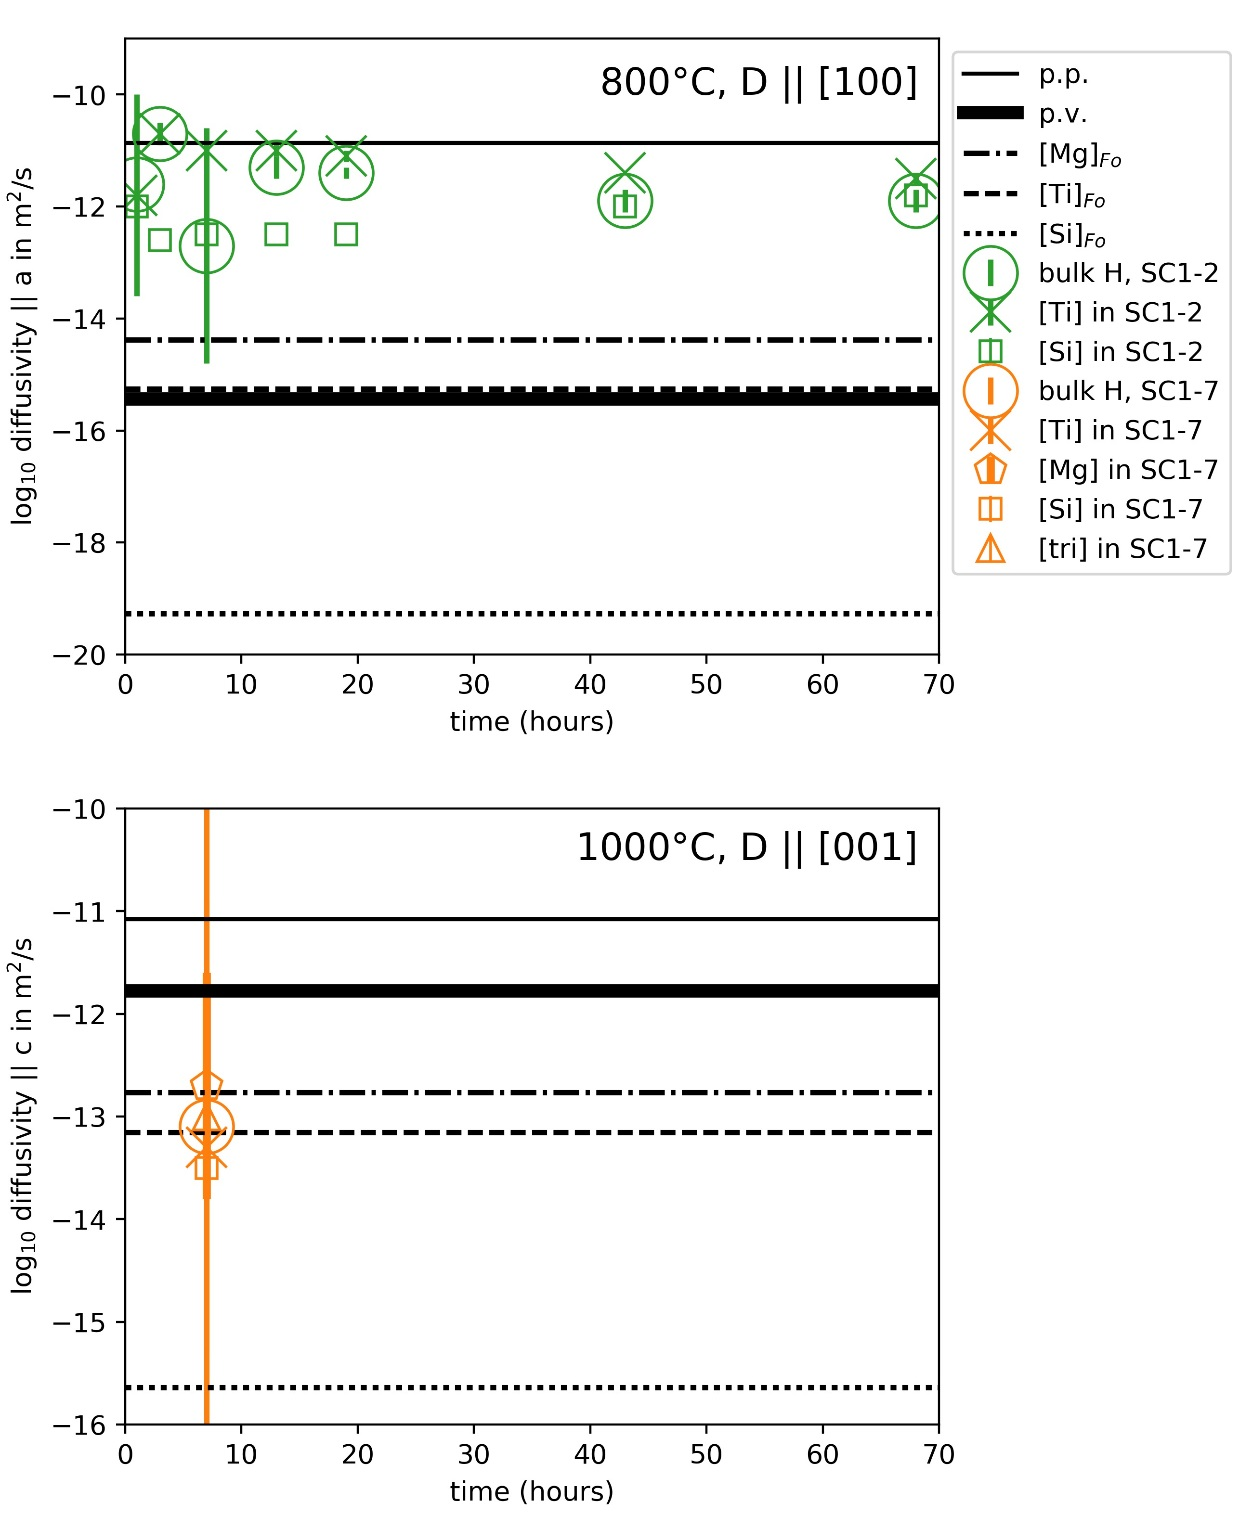 800°C, D || [100]
−10
−12
−14
−16
−18
−20
log10 diffusivity || a in m²/s
0 10 20 30 40 50 60 70
time (hours)
p.p.
p.v.
[Mg]Fo
[Ti]Fo
[Si]Fo
bulk H, SC1-2
[Ti] in SC1-2
[Si] in SC1-2
bulk H, SC1-7
[Ti] in SC1-7
[Mg] in SC1-7
[Si] in SC1-7
[tri] in SC1-7
1000°C, D || [001]
−10
−11
−12
−13
−14
−15
−16
log10 diffusivity || c in m²/s
0 10 20 30 40 50 60 70
time (hours)